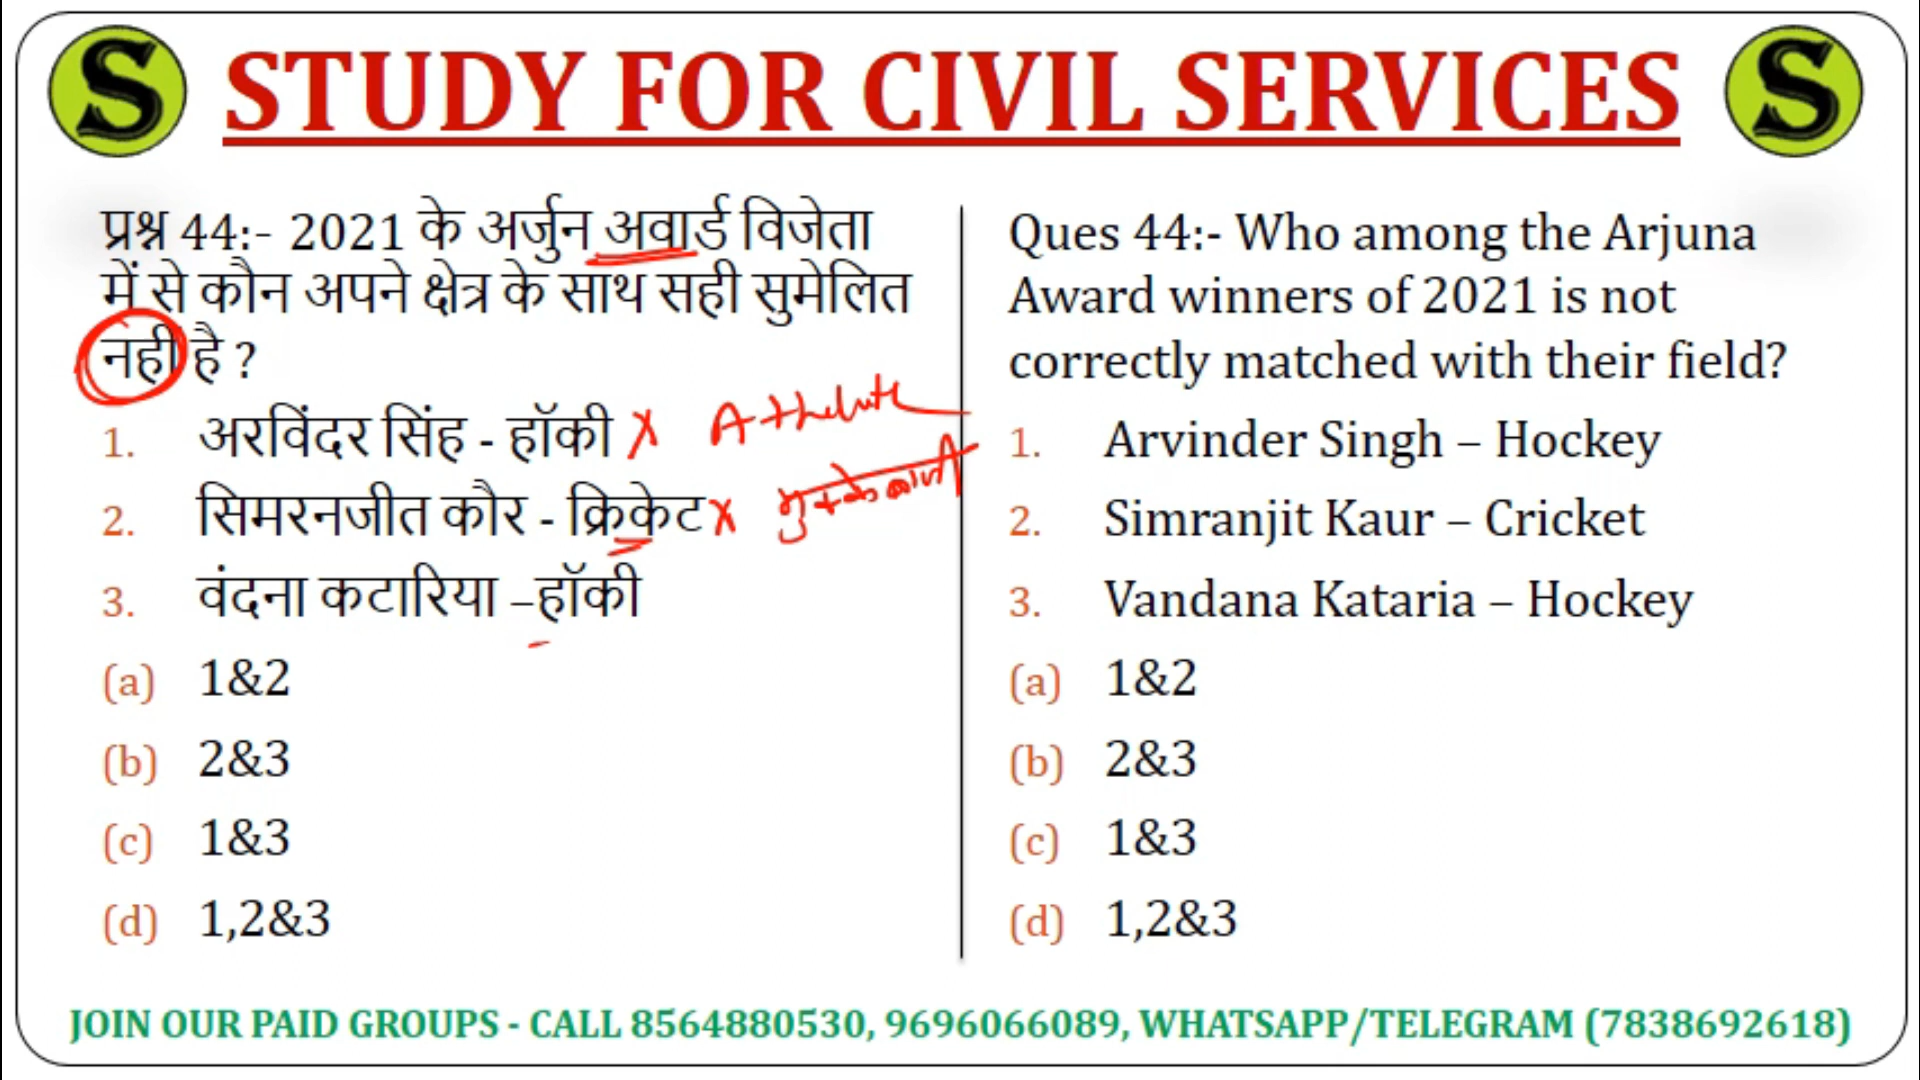 S STUDY FOR CIVIL SERVICES S
प्रश्न 44:- 2021 के अर्जुन अवार्ड विजेता
में से कौन अपने क्षेत्र के साथ सही सुमेलित
नही है ?
1. अरविंदर सिंह - हॉकी X
2. सिमरनजीत कौर - क्रिकेट X
3. वंदना कटारिया –हॉकी
(a) 1&2
(b) 2&3
(c) 1&3
(d) 1,2&3
Ques 44:- Who among the Arjuna
Award winners of 2021 is not
correctly matched with their field?
1. Arvinder Singh – Hockey
2. Simranjit Kaur – Cricket
3. Vandana Kataria – Hockey
(a) 1&2
(b) 2&3
(c) 1&3
(d) 1,2&3
JOIN OUR PAID GROUPS - CALL 8564880530, 9696066089, WHATSAPP/TELEGRAM (7838692618)